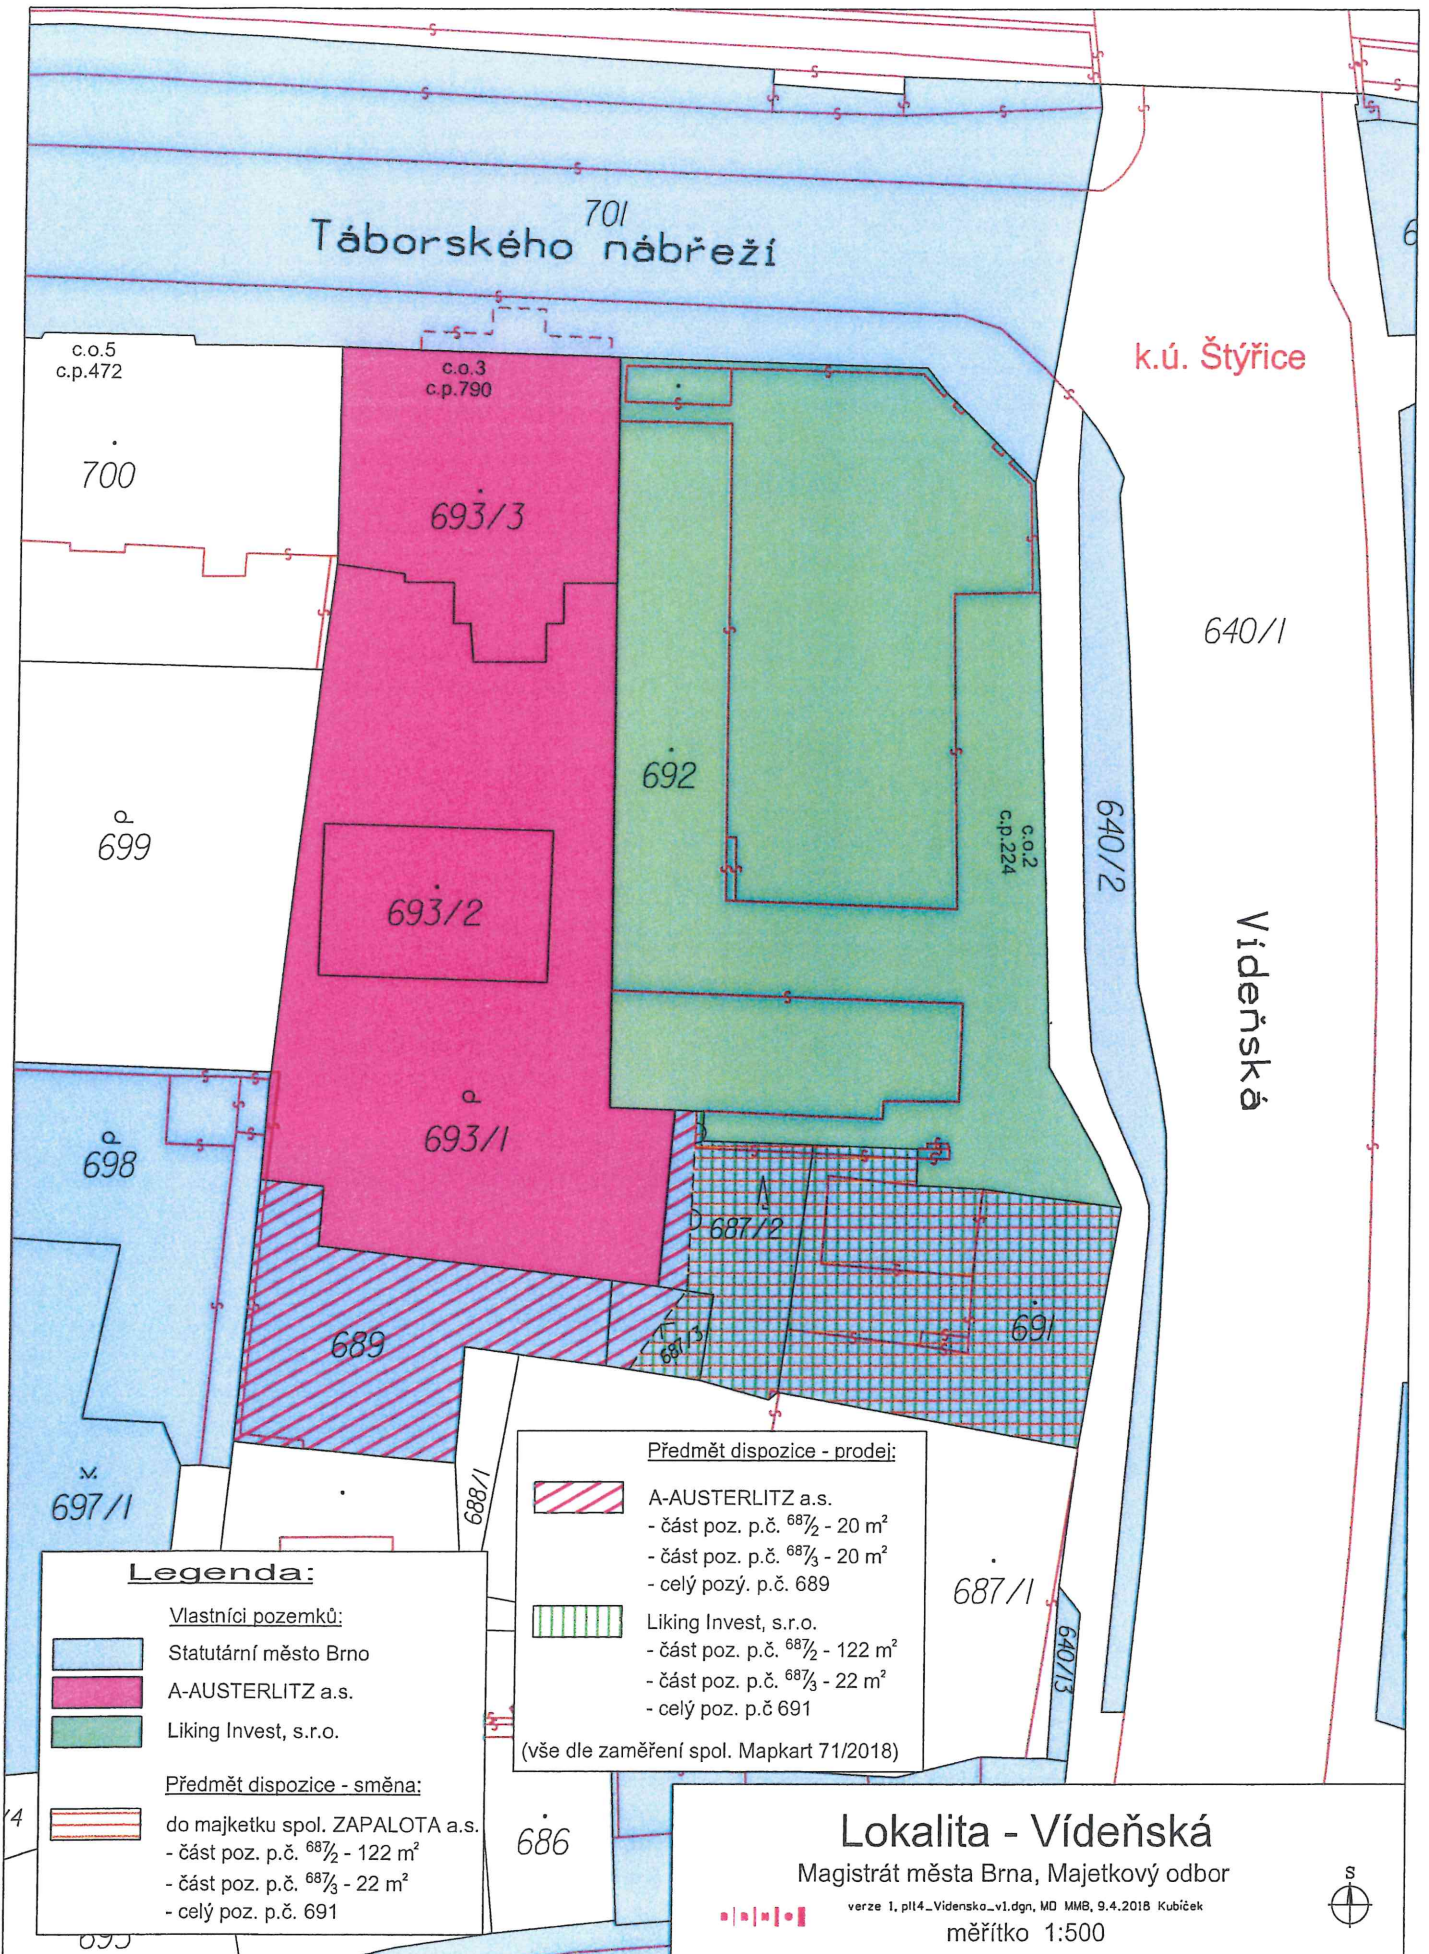 701
Táborského nábřeží
6
c.o.5
c.p.472
c.o.3
c.p.790
k.ú. Štýřice
700
693/3
640/1
692
699
693/2
c.o.2
c.p.224
640/2
Vídeňská
693/1
698
687/2
691
689
687/3
697/1
688/1
687/1
640/13
686
/4
Předmět dispozice - prodej:
A-AUSTERLITZ a.s.
- část poz. p.č. 687/2 - 20 m²
- část poz. p.č. 687/3 - 20 m²
- celý pozý. p.č. 689
Liking Invest, s.r.o.
- část poz. p.č. 687/2 - 122 m²
- část poz. p.č. 687/3 - 22 m²
- celý poz. p.č 691
(vše dle zaměření spol. Mapkart 71/2018)
Legenda:
Vlastníci pozemků:
Statutární město Brno
A-AUSTERLITZ a.s.
Liking Invest, s.r.o.
Předmět dispozice - směna:
do majketku spol. ZAPALOTA a.s.
- část poz. p.č. 687/2 - 122 m²
- část poz. p.č. 687/3 - 22 m²
- celý poz. p.č. 691
Lokalita - Vídeňská
Magistrát města Brna, Majetkový odbor
verze 1, plt4_Videnska_v1.dgn, MO MMB, 9.4.2018 Kubíček
měřítko 1:500
S